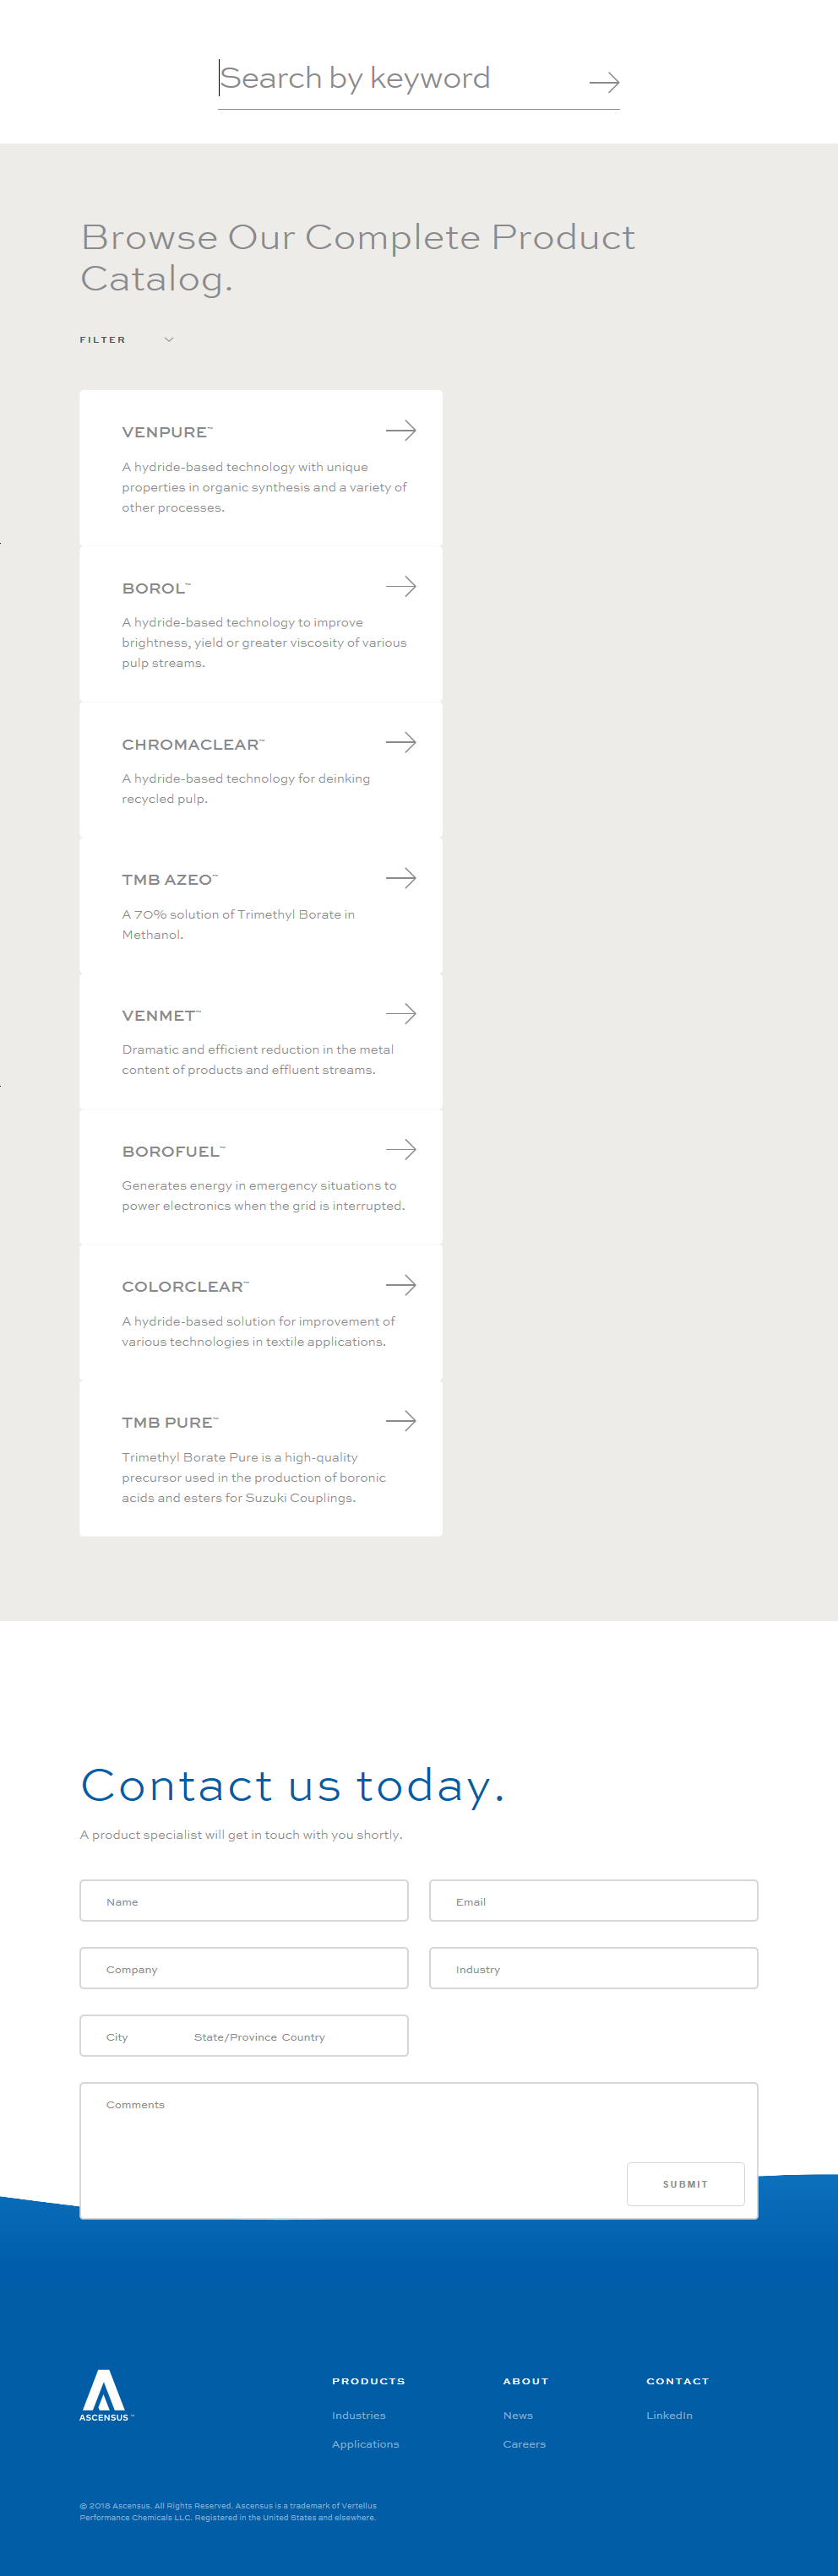 Search by keyword
Browse Our Complete Product
Catalog.
FILTER
VENPURE™
A hydride-based technology with unique
properties in organic synthesis and a variety of
other processes.
BOROL™
A hydride-based technology to improve
brightness, yield or greater viscosity of various
pulp streams.
CHROMACLEAR™
A hydride-based technology for deinking
recycled pulp.
TMB AZEO™
A 70% solution of Trimethyl Borate in
Methanol.
VENMET™
Dramatic and efficient reduction in the metal
content of products and effluent streams.
BOROFUEL™
Generates energy in emergency situations to
power electronics when the grid is interrupted.
COLORCLEAR™
A hydride-based solution for improvement of
various technologies in textile applications.
TMB PURE™
Trimethyl Borate Pure is a high-quality
precursor used in the production of boronic
acids and esters for Suzuki Couplings.
Contact us today.
A product specialist will get in touch with you shortly.
Name Email
Company Industry
City State/Province Country
Comments
SUBMIT
ASCENSUS™
PRODUCTS ABOUT CONTACT
Industries News LinkedIn
Applications Careers
© 2018 Ascensus. All Rights Reserved. Ascensus is a trademark of Vertellus
Performance Chemicals LLC. Registered in the United States and elsewhere.